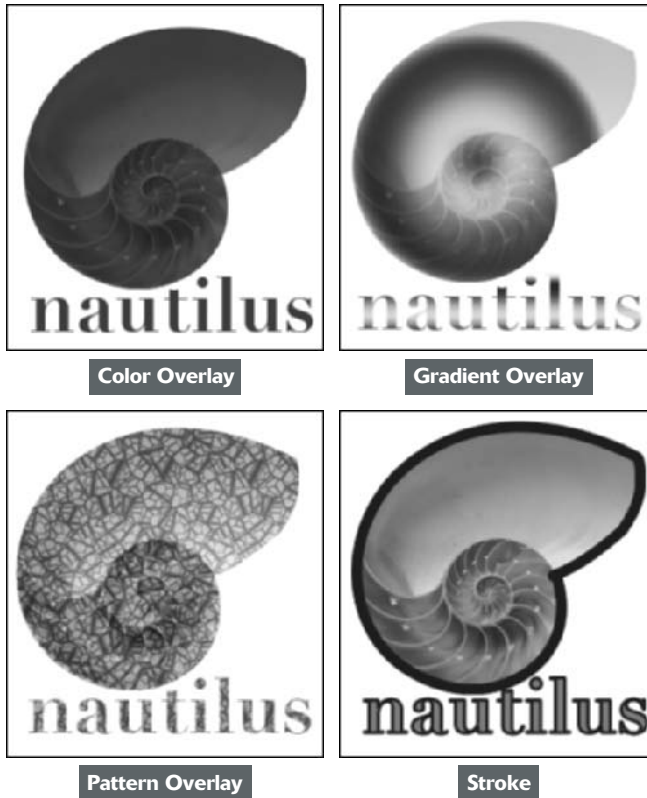 nautilus
nautilus
Color Overlay
Gradient Overlay
nautilus
nautilus
Pattern Overlay
Stroke